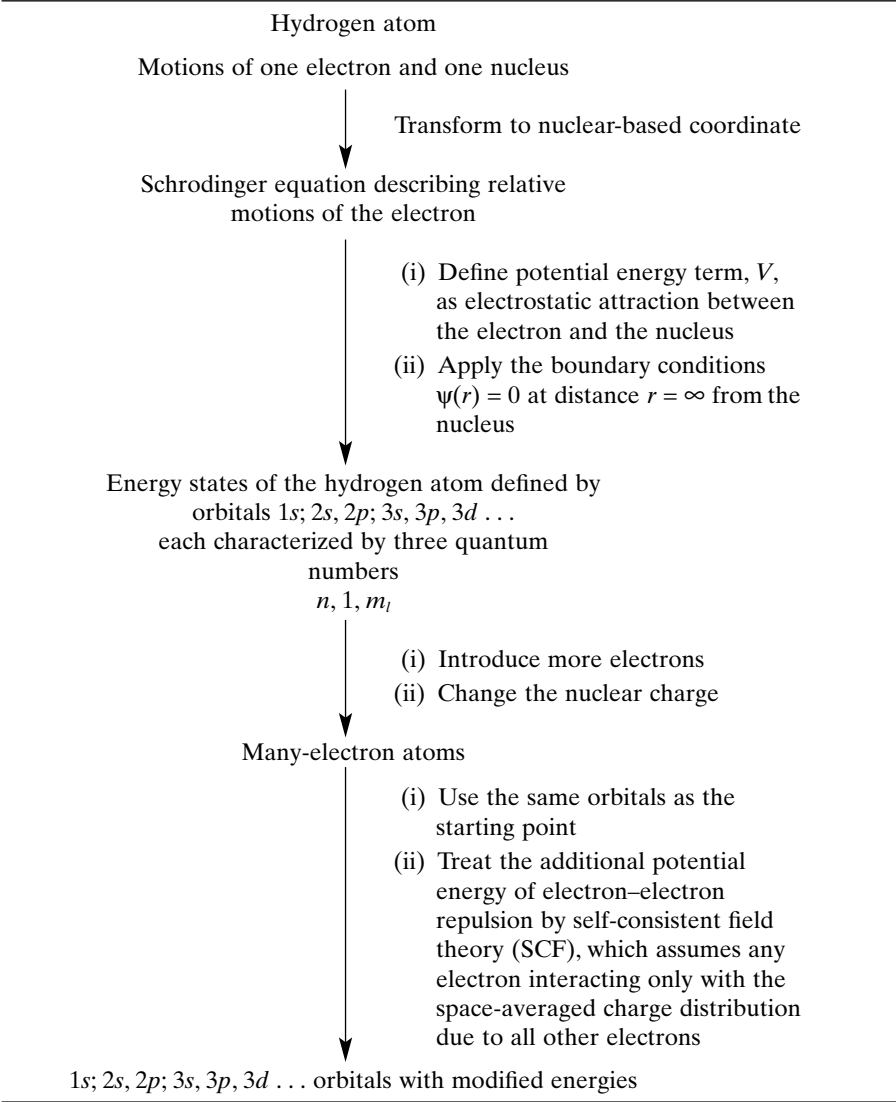 Hydrogen atom
Motions of one electron and one nucleus
Transform to nuclear-based coordinate
Schrodinger equation describing relative
motions of the electron
(i) Define potential energy term, V,
as electrostatic attraction between
the electron and the nucleus
(ii) Apply the boundary conditions
ψ(r) = 0 at distance r = ∞ from the
nucleus
Energy states of the hydrogen atom defined by
orbitals 1s; 2s, 2p; 3s, 3p, 3d . . .
each characterized by three quantum
numbers
n, 1, mₗ
(i) Introduce more electrons
(ii) Change the nuclear charge
Many-electron atoms
(i) Use the same orbitals as the
starting point
(ii) Treat the additional potential
energy of electron–electron
repulsion by self-consistent field
theory (SCF), which assumes any
electron interacting only with the
space-averaged charge distribution
due to all other electrons
1s; 2s, 2p; 3s, 3p, 3d . . . orbitals with modified energies